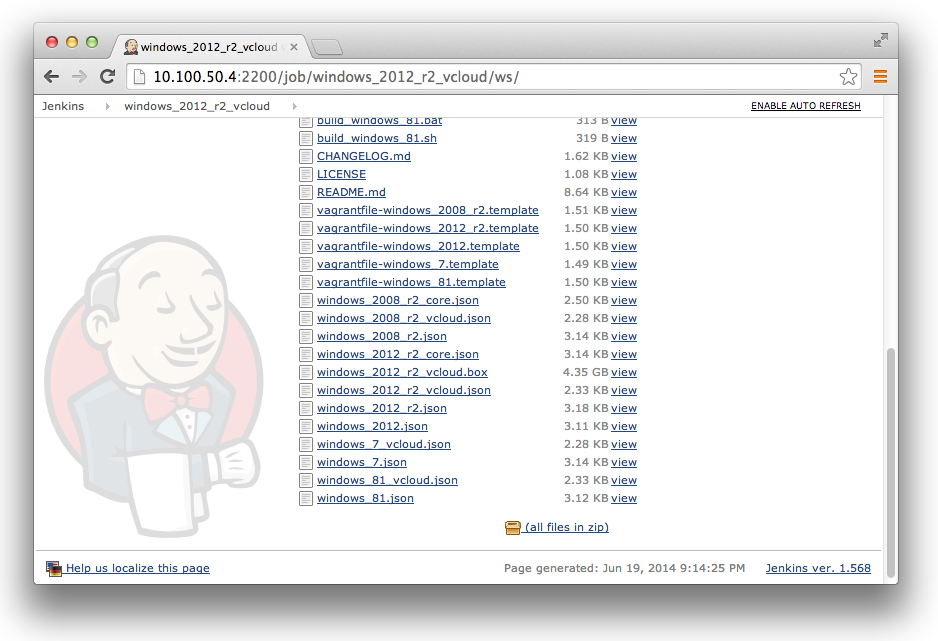 windows_2012_r2_vcloud
10.100.50.4:2200/job/windows_2012_r2_vcloud/ws/
Jenkins windows_2012_r2_vcloud ENABLE AUTO REFRESH
build_windows_81.bat 313 B view
build_windows_81.sh 319 B view
CHANGELOG.md 1.62 KB view
LICENSE 1.08 KB view
README.md 8.64 KB view
vagrantfile-windows_2008_r2.template 1.51 KB view
vagrantfile-windows_2012_r2.template 1.50 KB view
vagrantfile-windows_2012.template 1.50 KB view
vagrantfile-windows_7.template 1.49 KB view
vagrantfile-windows_81.template 1.50 KB view
windows_2008_r2_core.json 2.50 KB view
windows_2008_r2_vcloud.json 2.28 KB view
windows_2008_r2.json 3.14 KB view
windows_2012_r2_core.json 3.14 KB view
windows_2012_r2_vcloud.box 4.35 GB view
windows_2012_r2_vcloud.json 2.33 KB view
windows_2012_r2.json 3.18 KB view
windows_2012.json 3.11 KB view
windows_7_vcloud.json 2.28 KB view
windows_7.json 3.14 KB view
windows_81_vcloud.json 2.33 KB view
windows_81.json 3.12 KB view
(all files in zip)
Help us localize this page Page generated: Jun 19, 2014 9:14:25 PM Jenkins ver. 1.568